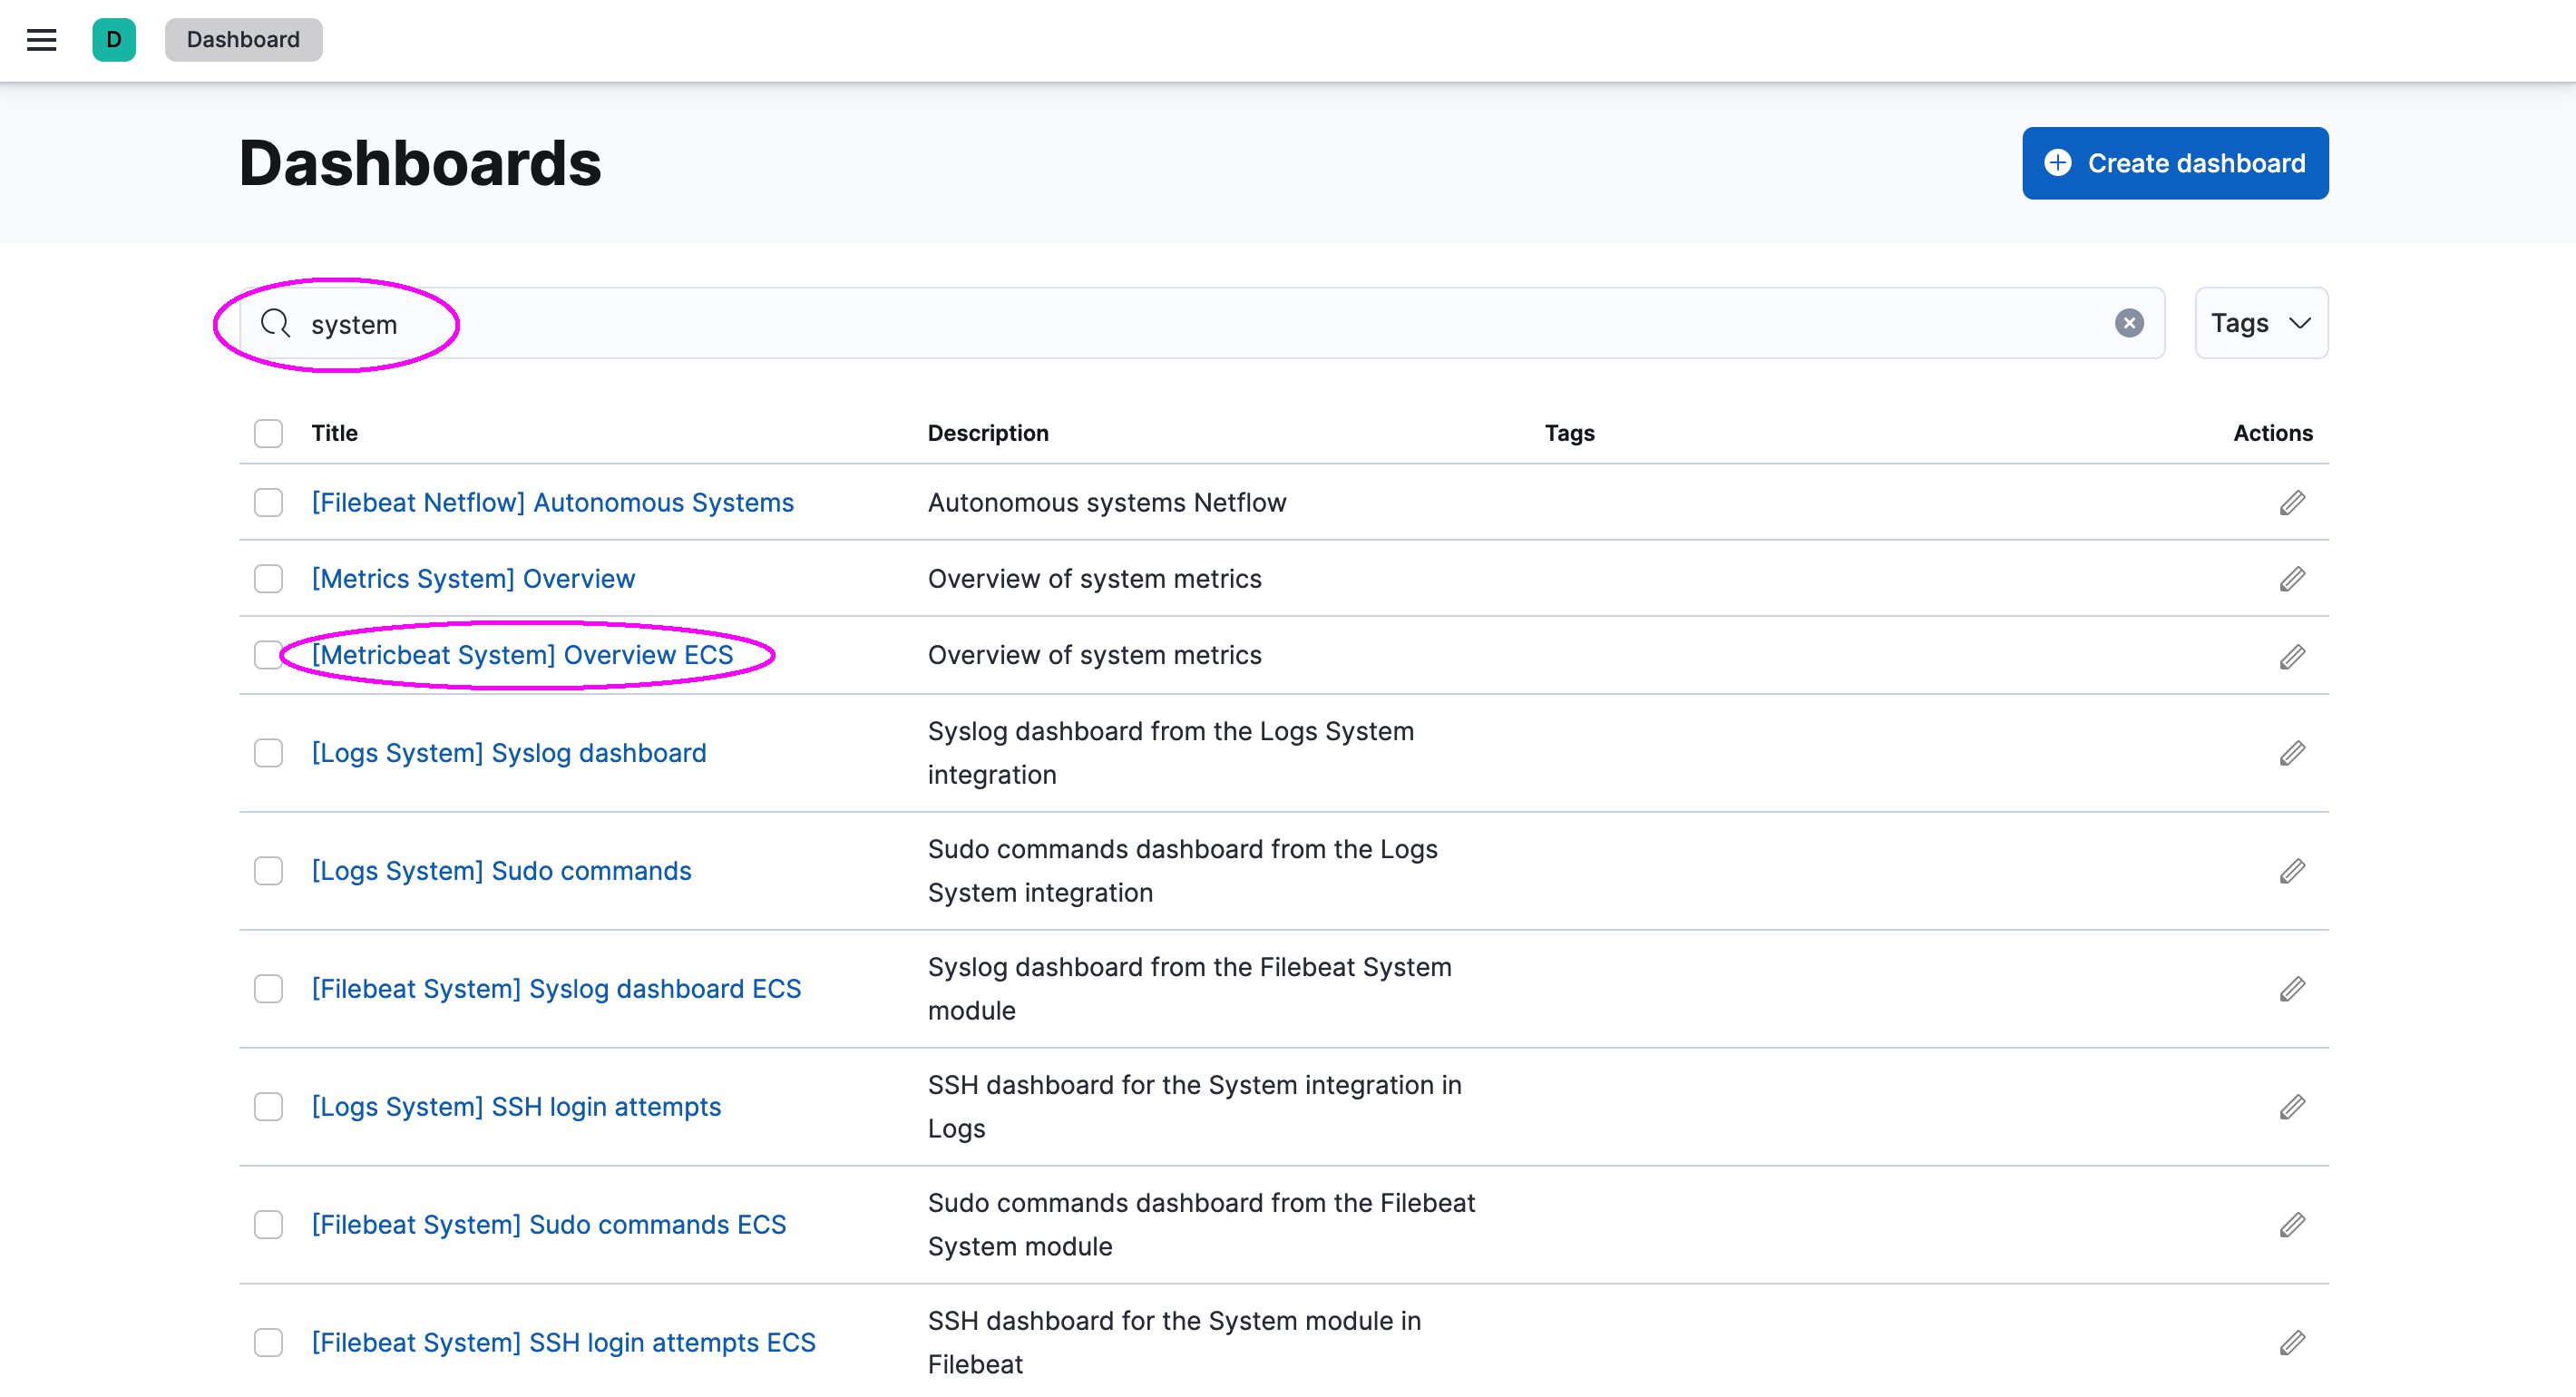 D Dashboard
Dashboards
Create dashboard
system
Tags
Title Description Tags Actions
[Filebeat Netflow] Autonomous Systems Autonomous systems Netflow
[Metrics System] Overview Overview of system metrics
[Metricbeat System] Overview ECS Overview of system metrics
[Logs System] Syslog dashboard Syslog dashboard from the Logs System
integration
[Logs System] Sudo commands Sudo commands dashboard from the Logs
System integration
[Filebeat System] Syslog dashboard ECS Syslog dashboard from the Filebeat System
module
[Logs System] SSH login attempts SSH dashboard for the System integration in
Logs
[Filebeat System] Sudo commands ECS Sudo commands dashboard from the Filebeat
System module
[Filebeat System] SSH login attempts ECS SSH dashboard for the System module in
Filebeat